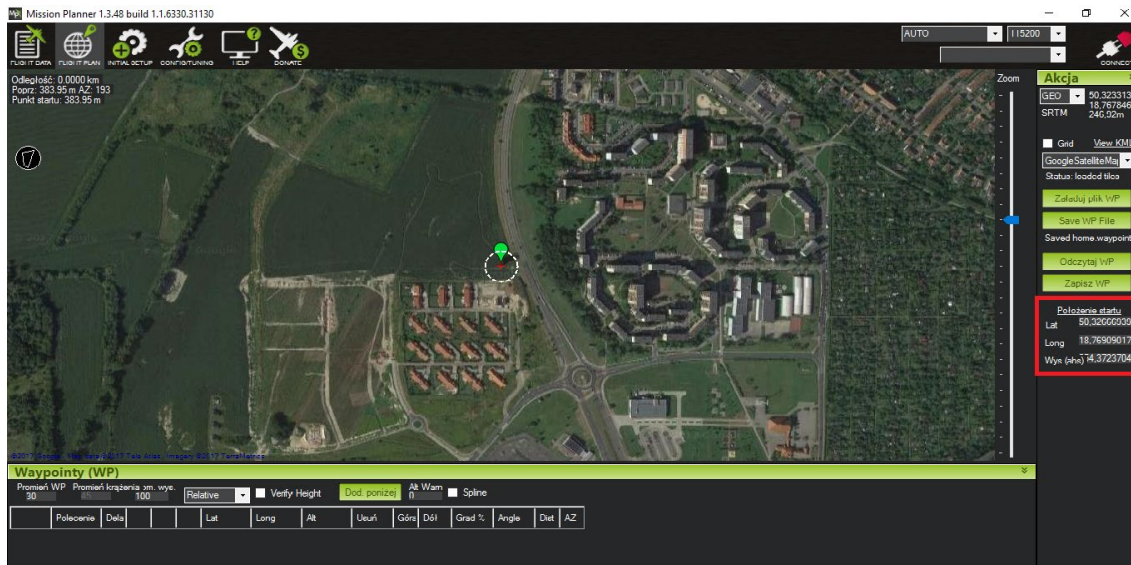 Mission Planner 1.3.48 build 1.1.6330.31130
FLIGHT DATA FLIGHT PLAN INITIAL SETUP CONFIG/TUNING HELP DONATE
AUTO 115200
CONNECT
Odległość: 0.0000 km
Poprz: 383.95 m AZ: 193
Punkt startu: 383.95 m
Zoom
Akcja
GEO 50,323313
18,767846
SRTM 246,92m
Grid View KML
GoogleSatelliteMa
Status: loaded tiles
Załaduj plik WP
Save WP File
Saved home.waypoint
Odczytaj WP
Zapisz WP
Położenie startu
Lat
Long 18,76909017
Wys (abs)
©2017 Google
Waypointy (WP)
Promień WP Promień krążenia
30 45 100
Relative Verify Height Dod. poniżej Alt Warn
0 Spline
Polecenie Dela Lat Long Alt Usuń Góra Dół Grad % Angle Dist AZ